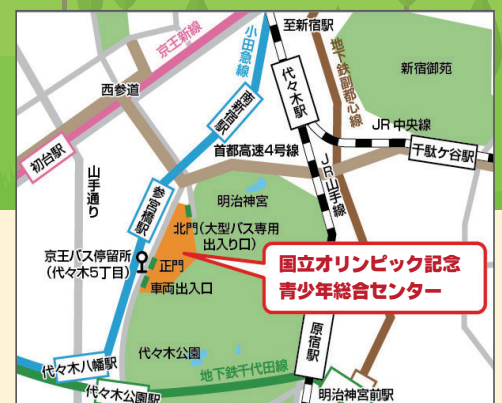 至新宿駅
京王新線
小田急線
地下鉄副都心線
新宿御苑
代々木駅
西参道
南新宿駅
JR中央線
千駄ケ谷駅
首都高速4号線
初台駅
山手通り
参宮橋駅
JR山手線
明治神宮
北門(大型バス専用
出入り口)
京王バス停留所
(代々木5丁目)
正門
車両出入口
国立オリンピック記念
青少年総合センター
原宿駅
代々木公園
代々木八幡駅
地下鉄千代田線
代々木公園駅
明治神宮前駅